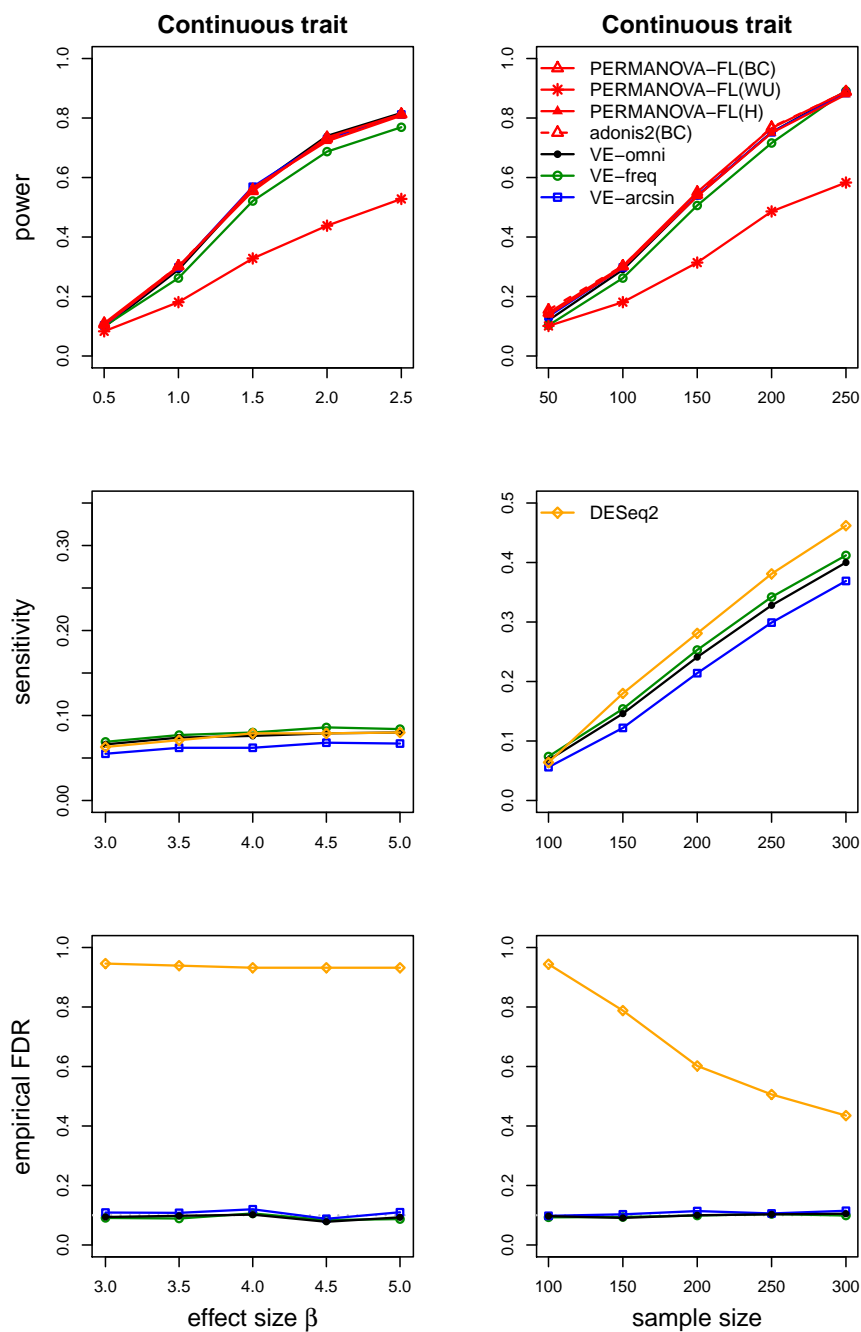 Continuous trait
Continuous trait
power
1.0
0.8
0.6
0.4
0.2
0.0
0.5 1.0 1.5 2.0 2.5
1.0
0.8
0.6
0.4
0.2
0.0
PERMANOVA−FL(BC)
PERMANOVA−FL(WU)
PERMANOVA−FL(H)
adonis2(BC)
VE−omni
VE−freq
VE−arcsin
50 100 150 200 250
sensitivity
0.30
0.20
0.10
0.00
3.0 3.5 4.0 4.5 5.0
0.5
0.4
0.3
0.2
0.1
0.0
DESeq2
100 150 200 250 300
empirical FDR
1.0
0.8
0.6
0.4
0.2
0.0
3.0 3.5 4.0 4.5 5.0
effect size β
1.0
0.8
0.6
0.4
0.2
0.0
100 150 200 250 300
sample size